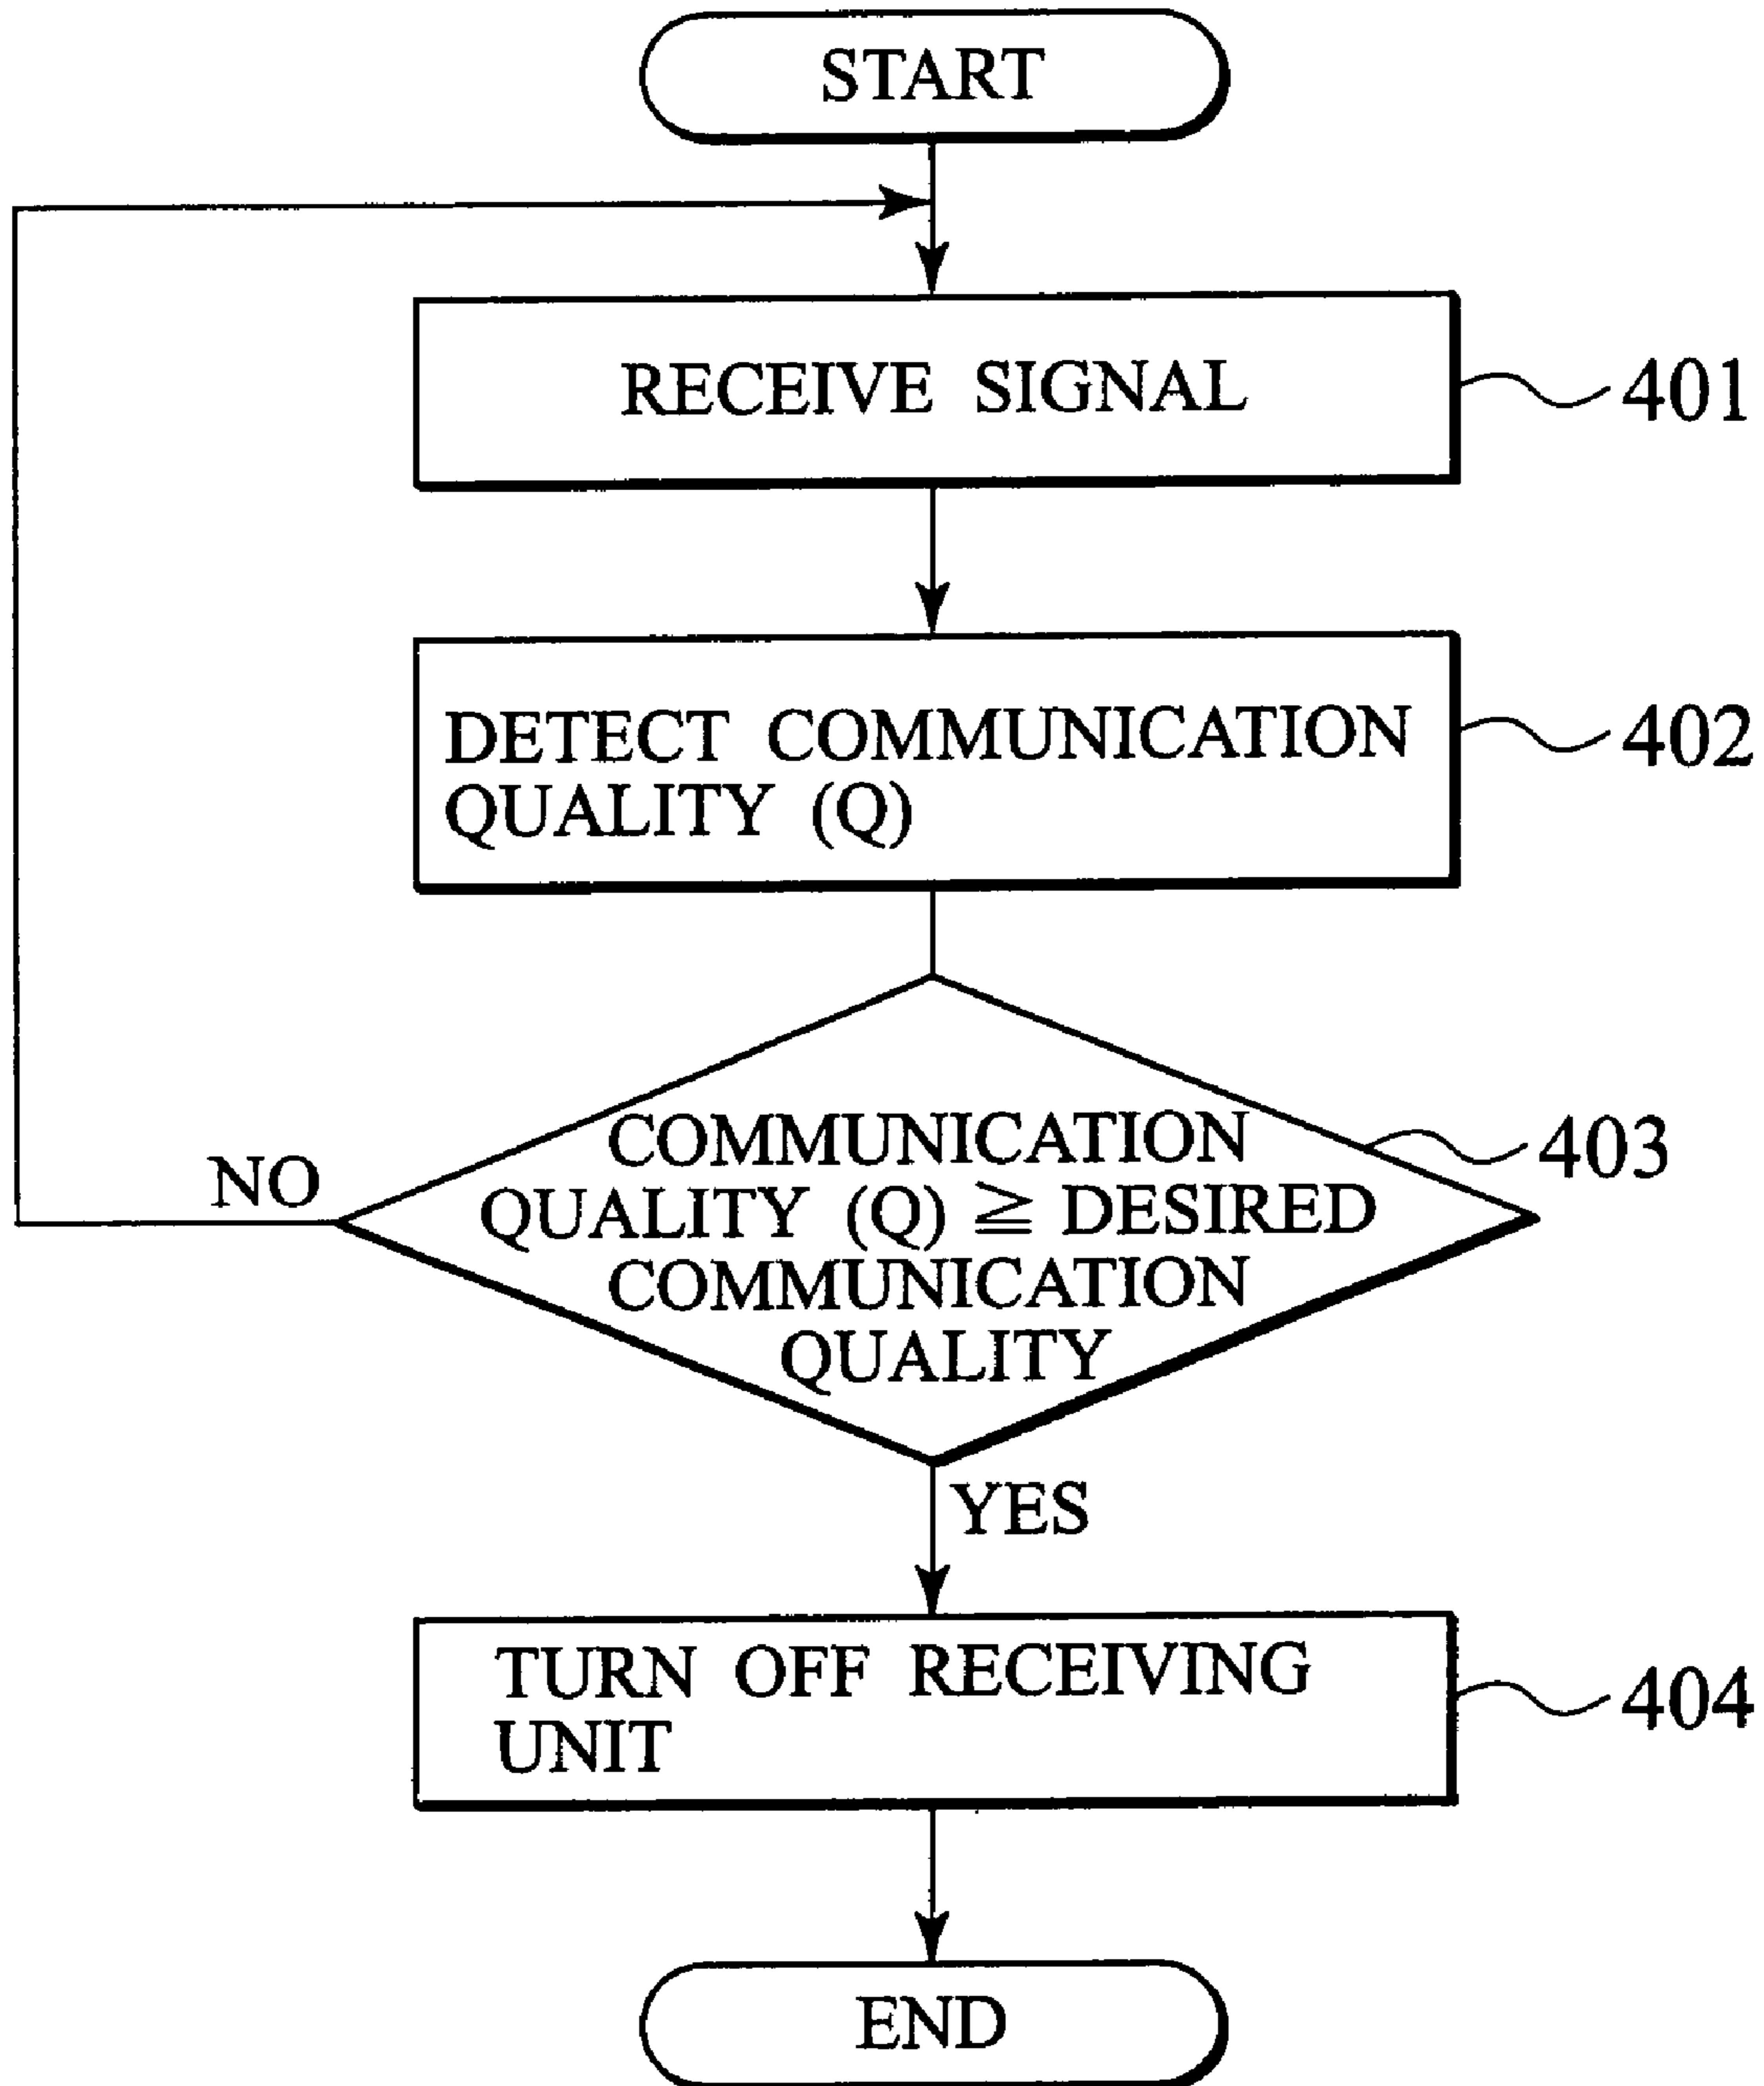 START
RECEIVE SIGNAL
401
DETECT COMMUNICATION
QUALITY (Q)
402
COMMUNICATION
QUALITY (Q) ≧ DESIRED
COMMUNICATION
QUALITY
403
NO
YES
TURN OFF RECEIVING
UNIT
404
END